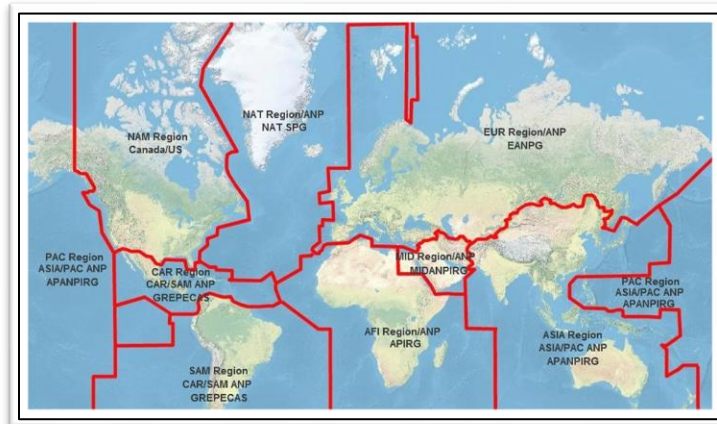 NAT Region/ANP
NAT SPG
NAM Region
Canada/US
EUR Region/ANP
EANPG
PAC Region
ASIA/PAC ANP
APANPIRG
CAR Region
CAR/SAM ANP
GREPECAS
MID Region/ANP
MIDANPIRG
PAC Region
ASIA/PAC ANP
APANPIRG
AFI Region/ANP
APIRG
ASIA Region
ASIA/PAC ANP
APANPIRG
SAM Region
CAR/SAM ANP
GREPECAS